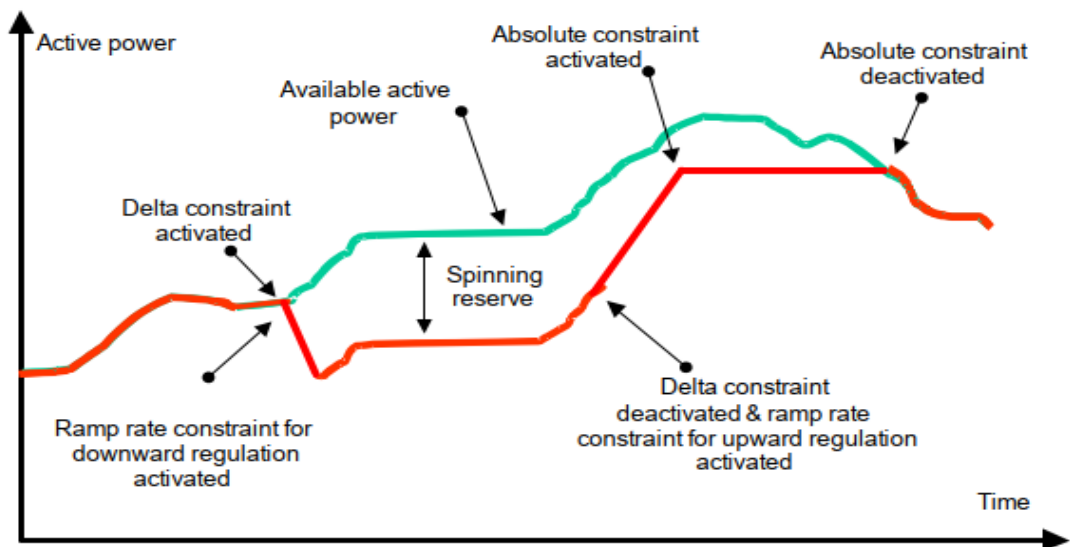 Active power
Absolute constraint
activated
Absolute constraint
deactivated
Available active
power
Delta constraint
activated
Spinning
reserve
Ramp rate constraint for
downward regulation
activated
Delta constraint
deactivated & ramp rate
constraint for upward regulation
activated
Time